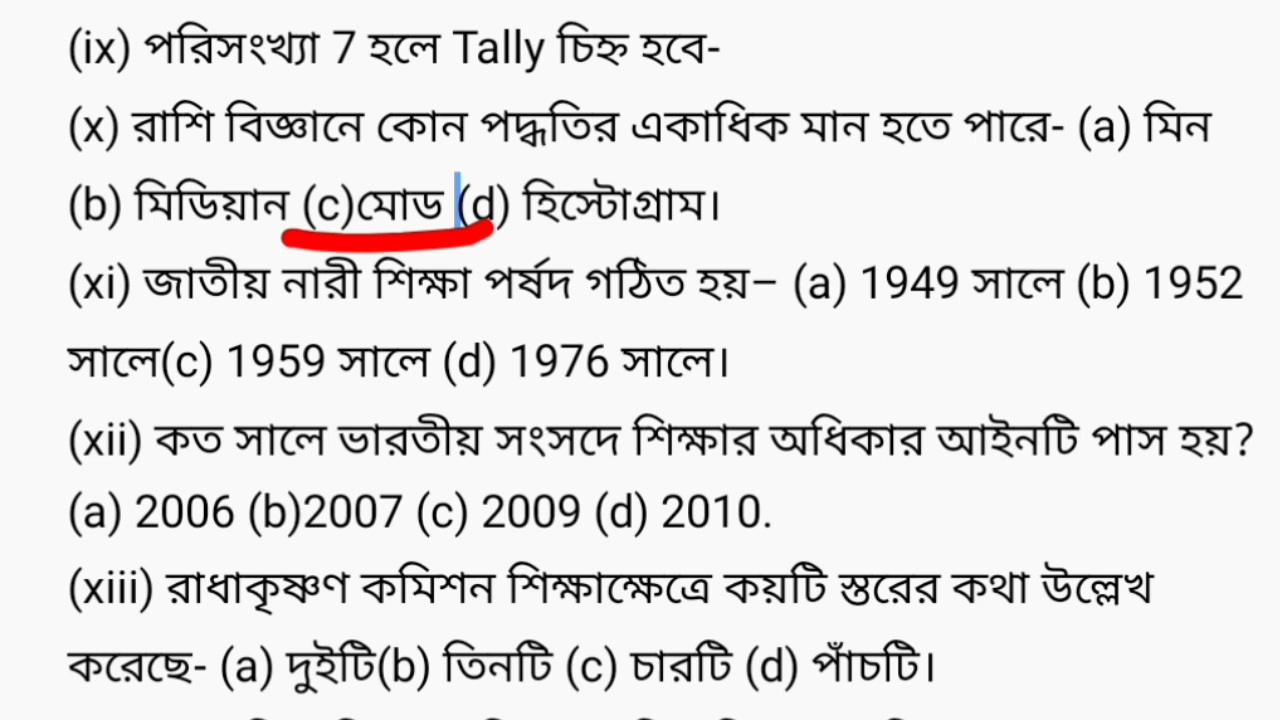 (ix) পরিসংখ্যা 7 হলে Tally চিহ্ন হবে-
(x) রাশি বিজ্ঞানে কোন পদ্ধতির একাধিক মান হতে পারে- (a) মিন
(b) মিডিয়ান (c)মোড (d) হিস্টোগ্রাম।
(xi) জাতীয় নারী শিক্ষা পর্ষদ গঠিত হয়– (a) 1949 সালে (b) 1952
সালে(c) 1959 সালে (d) 1976 সালে।
(xii) কত সালে ভারতীয় সংসদে শিক্ষার অধিকার আইনটি পাস হয়?
(a) 2006 (b)2007 (c) 2009 (d) 2010.
(xiii) রাধাকৃষ্ণণ কমিশন শিক্ষাক্ষেত্রে কয়টি স্তরের কথা উল্লেখ
করেছে- (a) দুইটি(b) তিনটি (c) চারটি (d) পাঁচটি।